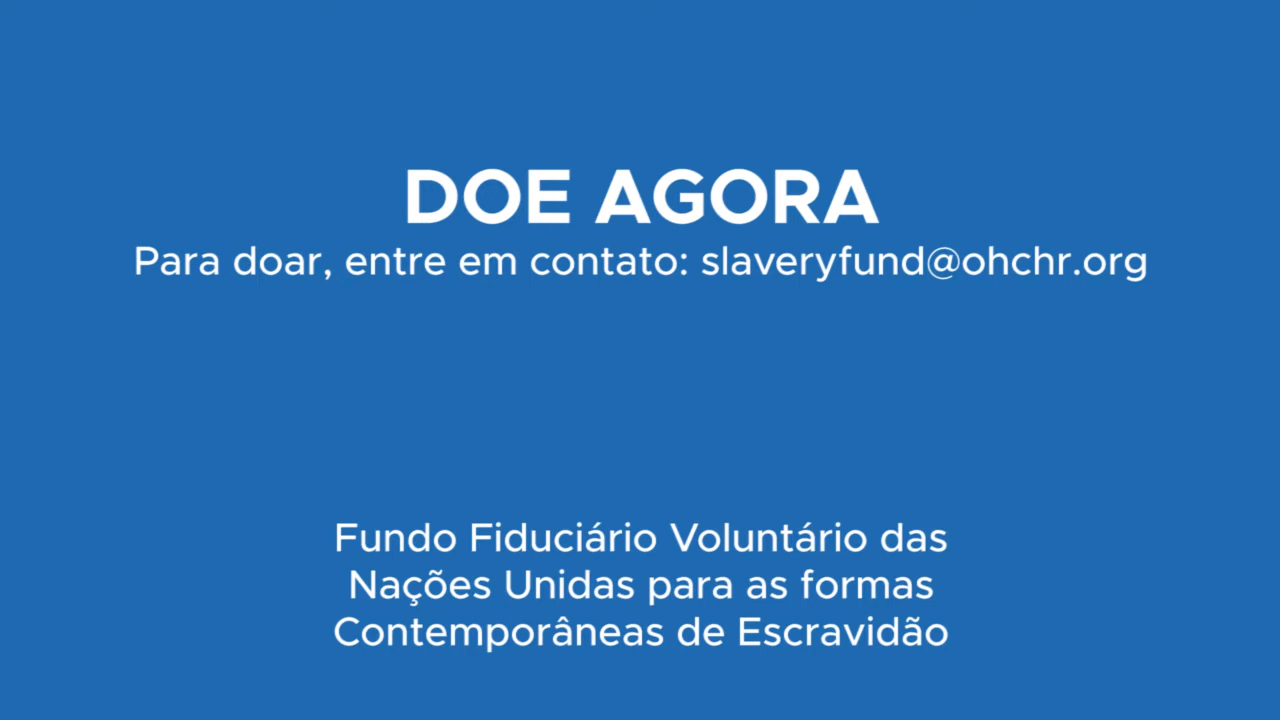 DOE AGORA
Para doar, entre em contato: slaveryfund@ohchr.org
Fundo Fiduciário Voluntário das
Nações Unidas para as formas
Contemporâneas de Escravidão